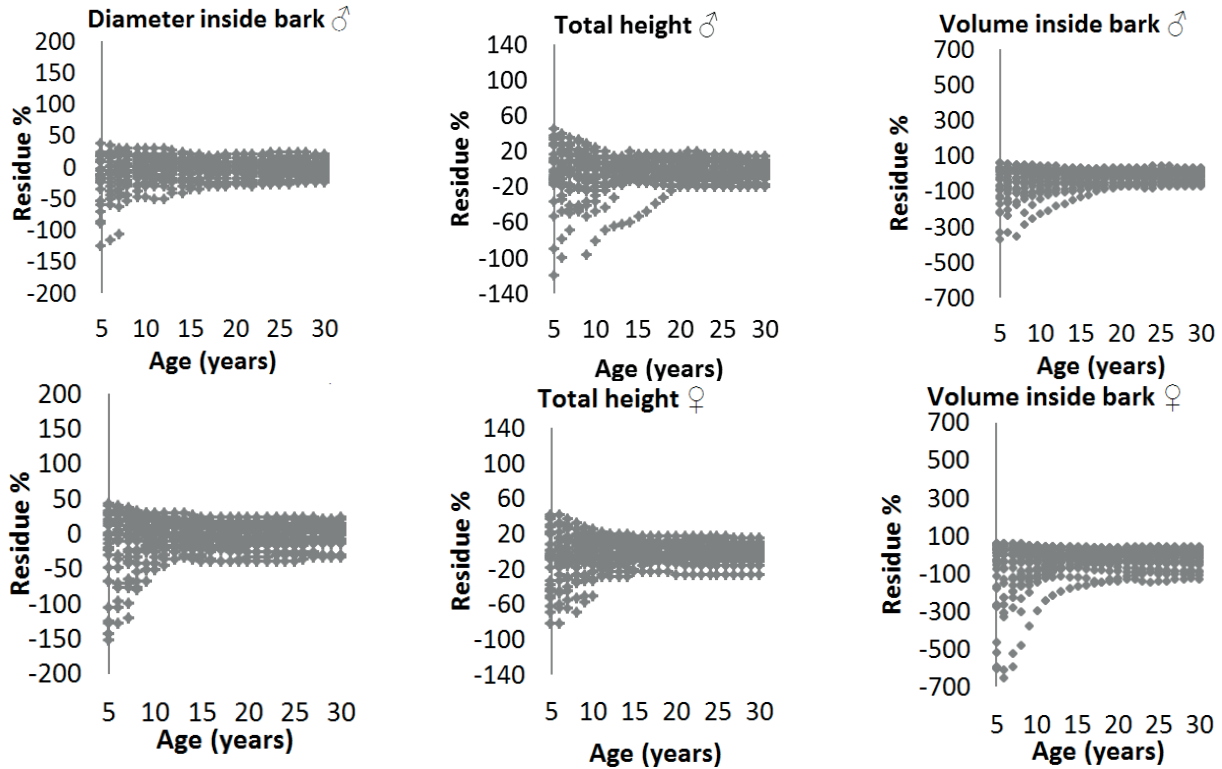 Diameter inside bark ♂
200
150
100
50
0
-50
-100
-150
-200
Residue %
5 10 15 20 25 30
Age (years)
Total height ♂
140
100
60
20
-20
-60
-100
-140
Residue %
5 10 15 20 25 30
Age (years)
Volume inside bark ♂
700
500
300
100
-100
-300
-500
-700
Residue %
5 10 15 20 25 30
Age (years)
200
150
100
50
0
-50
-100
-150
-200
Residue %
5 10 15 20 25 30
Age (years)
Total height ♀
140
100
60
20
-20
-60
-100
-140
Residue %
5 10 15 20 25 30
Age (years)
Volume inside bark ♀
700
500
300
100
-100
-300
-500
-700
Residue %
5 10 15 20 25 30
Age (years)